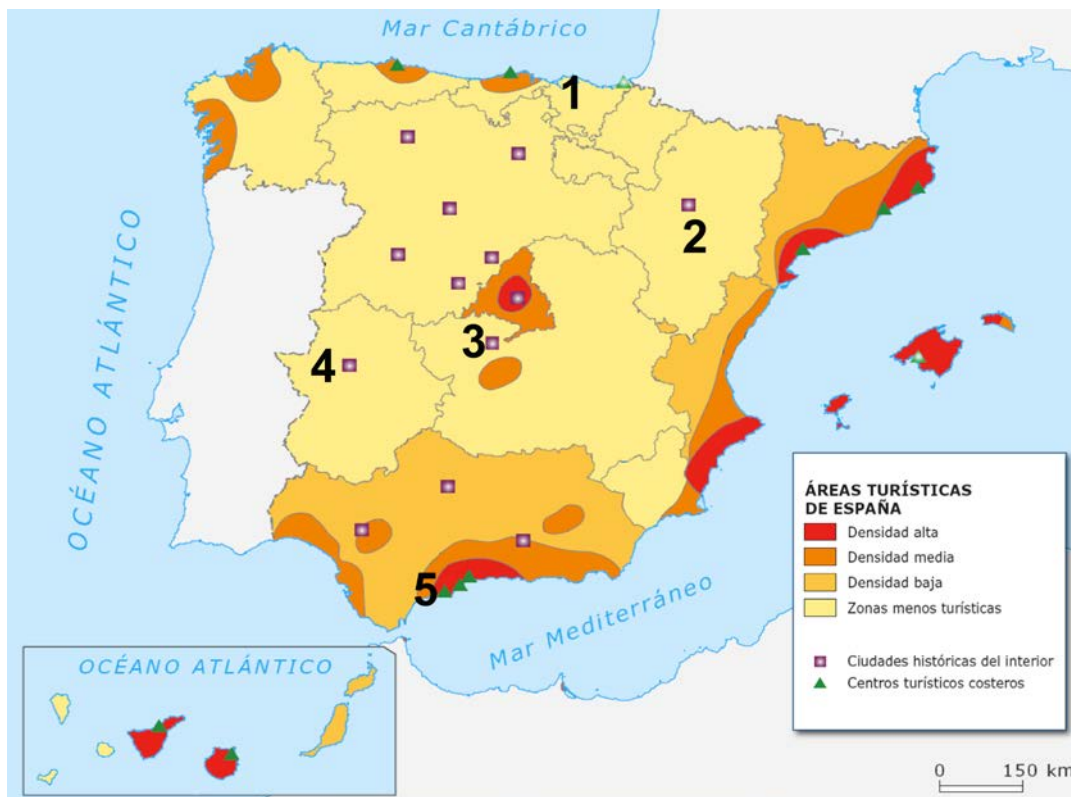 Mar Cantábrico
1
2
3
4
5
OCÉANO ATLÁNTICO
Mar Mediterráneo
OCÉANO ATLÁNTICO
ÁREAS TURÍSTICAS
DE ESPAÑA
Densidad alta
Densidad media
Densidad baja
Zonas menos turísticas
Ciudades históricas del interior
Centros turísticos costeros
0 150 km